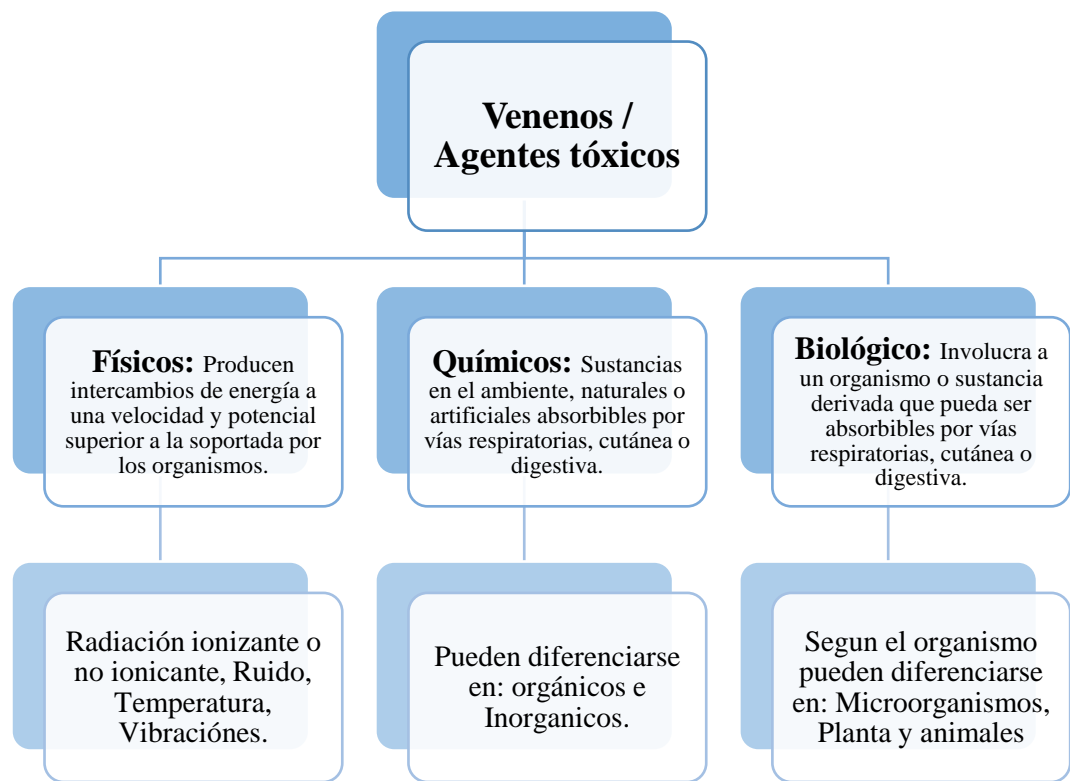 Venenos /
Agentes tóxicos
Físicos: Producen
intercambios de energía a
una velocidad y potencial
superior a la soportada por
los organismos.
Químicos: Sustancias
en el ambiente, naturales o
artificiales absorbibles por
vías respiratorias, cutánea o
digestiva.
Biológico: Involucra a
un organismo o sustancia
derivada que pueda ser
absorbibles por vías
respiratorias, cutánea o
digestiva.
Radiación ionizante o
no ionicante, Ruido,
Temperatura,
Vibraciónes.
Pueden diferenciarse
en: orgánicos e
Inorganicos.
Segun el organismo
pueden diferenciarse
en: Microorganismos,
Planta y animales